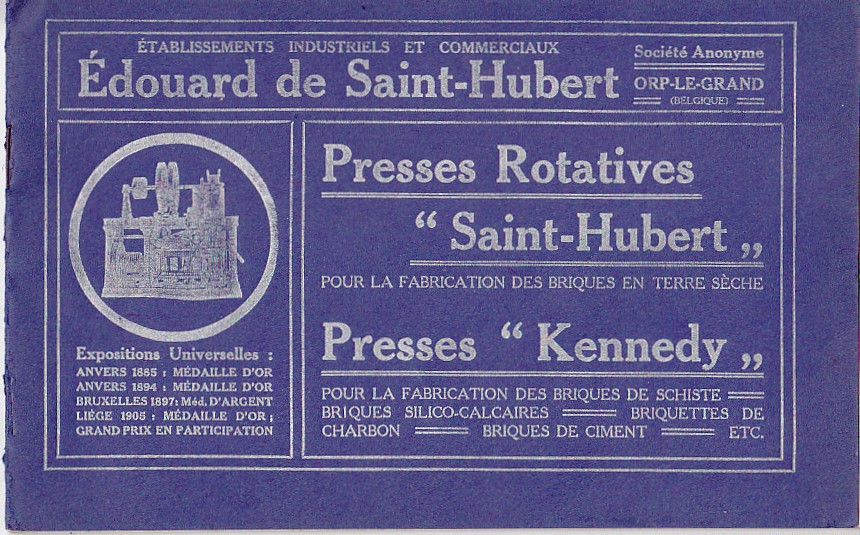 ÉTABLISSEMENTS INDUSTRIELS ET COMMERCIAUX
Édouard de Saint-Hubert
Société Anonyme
ORP-LE-GRAND
(BELGIQUE)
Expositions Universelles :
ANVERS 1885 : MÉDAILLE D'OR
ANVERS 1894 : MÉDAILLE D'OR
BRUXELLES 1897: Méd. D'ARGENT
LIÈGE 1905 : MÉDAILLE D'OR ;
GRAND PRIX EN PARTICIPATION
Presses Rotatives
“ Saint-Hubert „
POUR LA FABRICATION DES BRIQUES EN TERRE SÈCHE
Presses “ Kennedy „
POUR LA FABRICATION DES BRIQUES DE SCHISTE
BRIQUES SILICO-CALCAIRES BRIQUETTES DE
CHARBON BRIQUES DE CIMENT ETC.